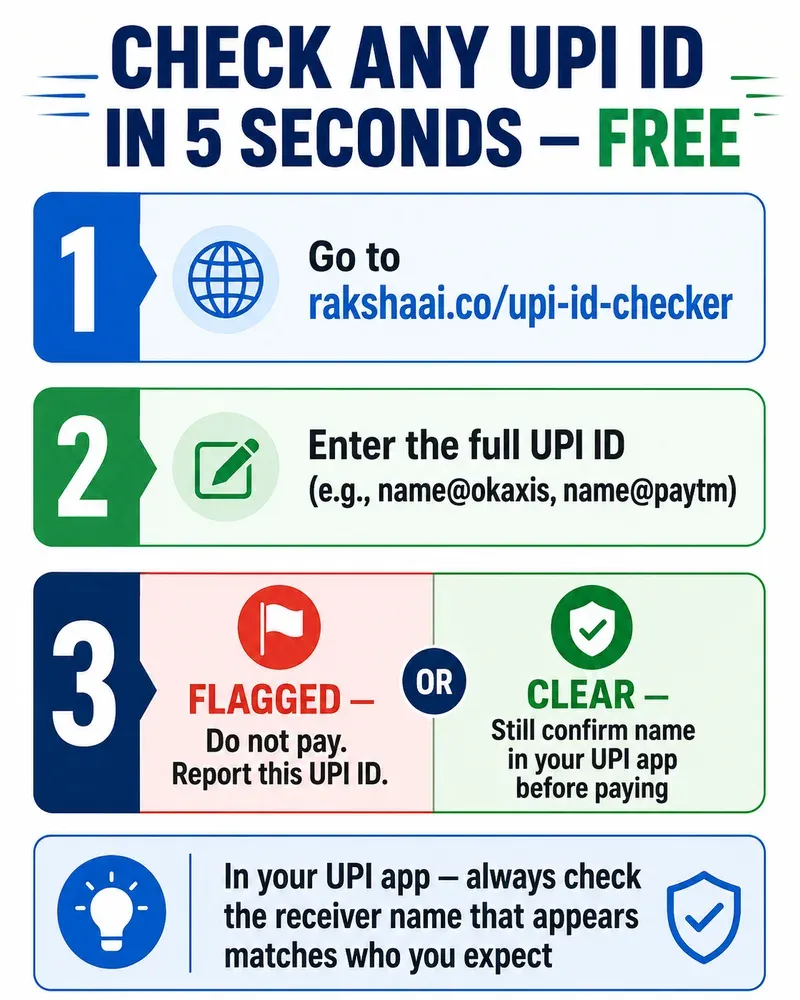 CHECK ANY UPI ID
IN 5 SECONDS – FREE
1
Go to
rakshaai.co/upi-id-checker
2
Enter the full UPI ID
(e.g., name@okaxis, name@paytm)
3
FLAGGED –
Do not pay.
Report this UPI ID.
OR
CLEAR –
Still confirm name
in your UPI app
before paying
In your UPI app – always check
the receiver name that appears
matches who you expect